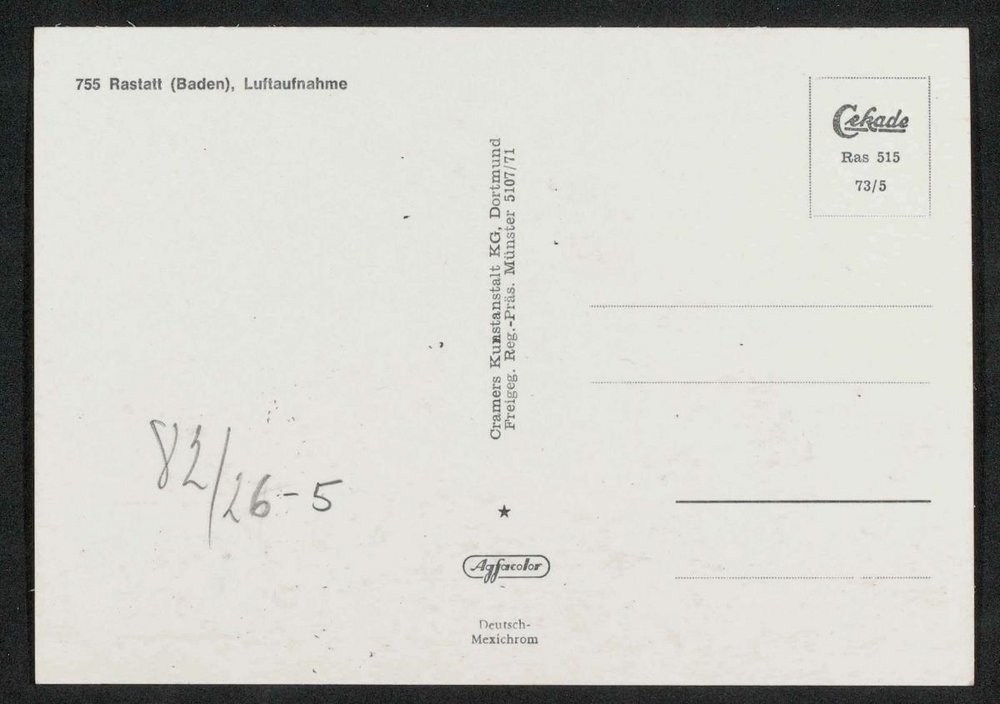 755 Rastatt (Baden), Luftaufnahme
Cekade
Ras 515
73/5
Cramers Kunstanstalt KG, Dortmund
Freigeg. Reg.-Präs. Münster 5107/71
82/26-5
Agfacolor
Deutsch-
Mexichrom